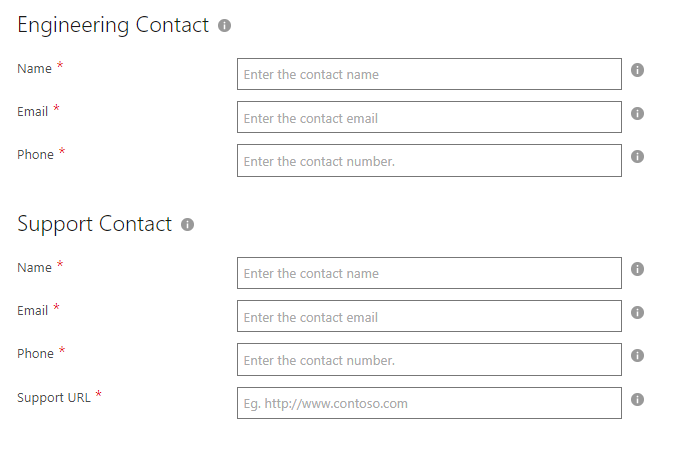 Engineering Contact
Name *
Enter the contact name
Email *
Enter the contact email
Phone *
Enter the contact number.
Support Contact
Name *
Enter the contact name
Email *
Enter the contact email
Phone *
Enter the contact number.
Support URL *
Eg. http://www.contoso.com